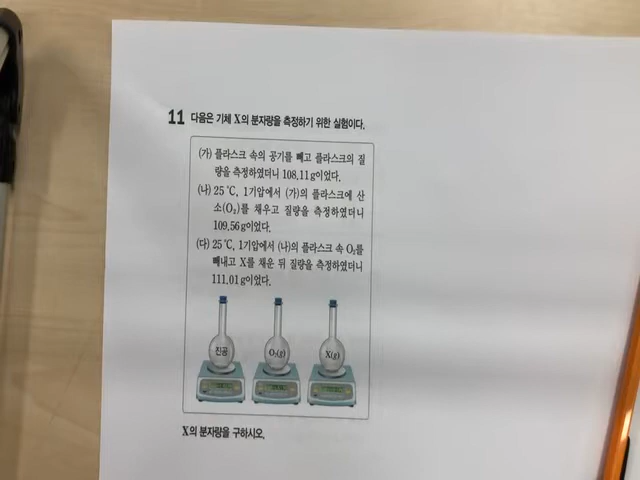 11 다음은 기체 X의 분자량을 측정하기 위한 실험이다.
(가) 플라스크 속의 공기를 빼고 플라스크의 질
량을 측정하였더니 108.11 g이었다.
(나) 25 ℃, 1기압에서 (가)의 플라스크에 산
소(O₂)를 채우고 질량을 측정하였더니
109.56 g이었다.
(다) 25 ℃, 1기압에서 (나)의 플라스크 속 O₂를
빼내고 X를 채운 뒤 질량을 측정하였더니
111.01 g이었다.
진공 O₂(g) X(g)
X의 분자량을 구하시오.